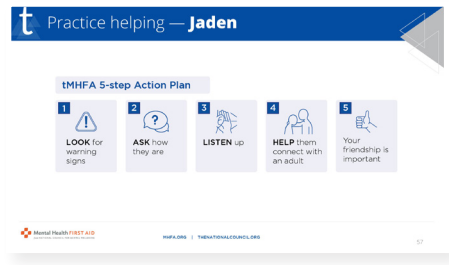 t Practice helping — Jaden
tMHFA 5-step Action Plan
1
LOOK for
warning
signs
2
ASK how
they are
3
LISTEN up
4
HELP them
connect with
an adult
5
Your
friendship is
important
Mental Health FIRST AID
MHFA.ORG | THENATIONALCOUNCIL.ORG
57